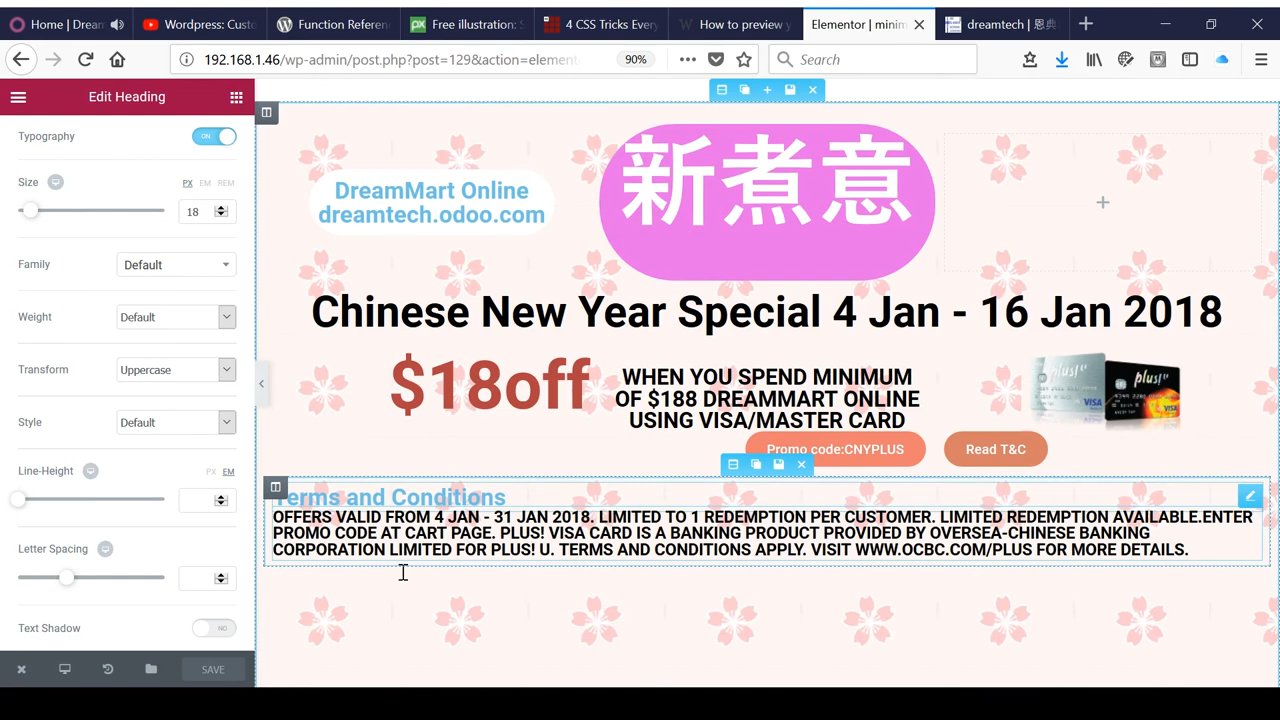 Home | Dream
Wordpress: Custo
Function Referen
Free illustration: S
4 CSS Tricks Every
How to preview y
Elementor | minim
dreamtech | 恩典
192.168.1.46/wp-admin/post.php?post=129&action=element
90%
Search
Edit Heading
Typography
ON
Size
PX EM REM
18
Family
Default
Weight
Default
Transform
Uppercase
Style
Default
Line-Height
PX EM
Letter Spacing
Text Shadow
NO
SAVE
DreamMart Online
dreamtech.odoo.com
新煮意
Chinese New Year Special 4 Jan - 16 Jan 2018
$18off
WHEN YOU SPEND MINIMUM
OF $188 DREAMMART ONLINE
USING VISA/MASTER CARD
plus!
VISA
plus!
Promo code:CNYPLUS
Read T&C
Terms and Conditions
OFFERS VALID FROM 4 JAN - 31 JAN 2018. LIMITED TO 1 REDEMPTION PER CUSTOMER. LIMITED REDEMPTION AVAILABLE.ENTER
PROMO CODE AT CART PAGE. PLUS! VISA CARD IS A BANKING PRODUCT PROVIDED BY OVERSEA-CHINESE BANKING
CORPORATION LIMITED FOR PLUS! U. TERMS AND CONDITIONS APPLY. VISIT WWW.OCBC.COM/PLUS FOR MORE DETAILS.